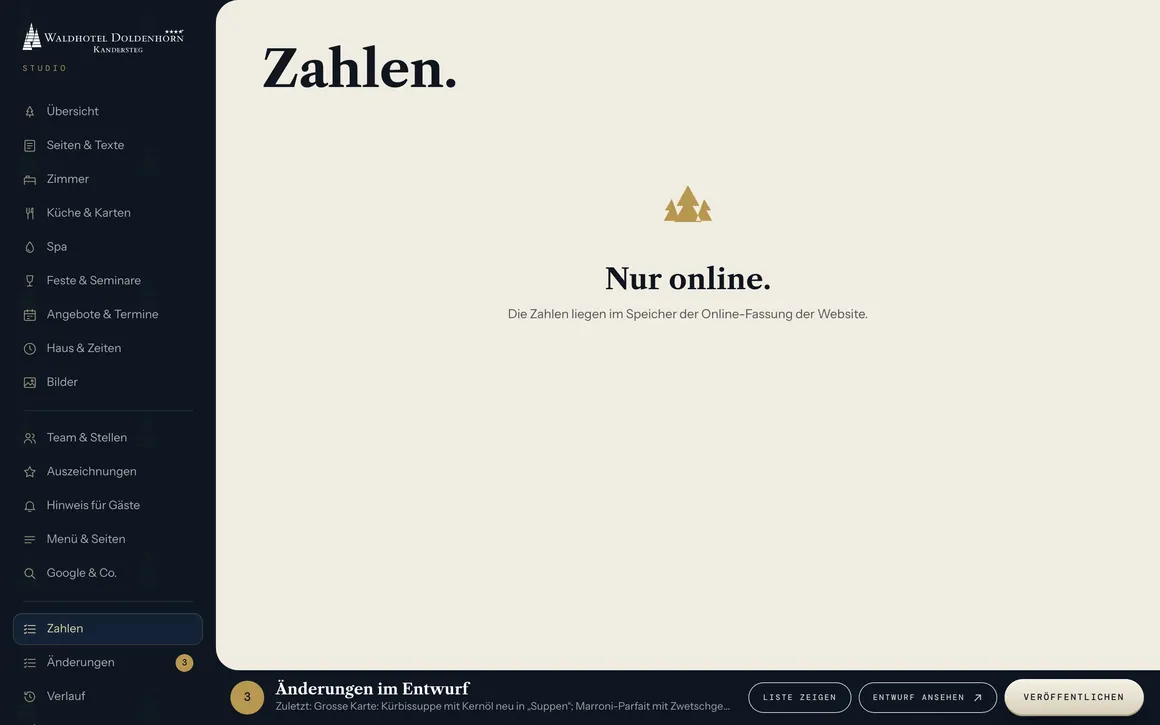 WALDHOTEL DOLDENHORN
KANDERSTEG
STUDIO
Übersicht
Seiten & Texte
Zimmer
Küche & Karten
Spa
Feste & Seminare
Angebote & Termine
Haus & Zeiten
Bilder
Team & Stellen
Auszeichnungen
Hinweis für Gäste
Menü & Seiten
Google & Co.
Zahlen
Änderungen 3
Verlauf
Zahlen.
Nur online.
Die Zahlen liegen im Speicher der Online-Fassung der Website.
3
Änderungen im Entwurf
Zuletzt: Grosse Karte: Kürbissuppe mit Kernöl neu in „Suppen“; Marroni-Parfait mit Zwetschge…
LISTE ZEIGEN
ENTWURF ANSEHEN
VERÖFFENTLICHEN